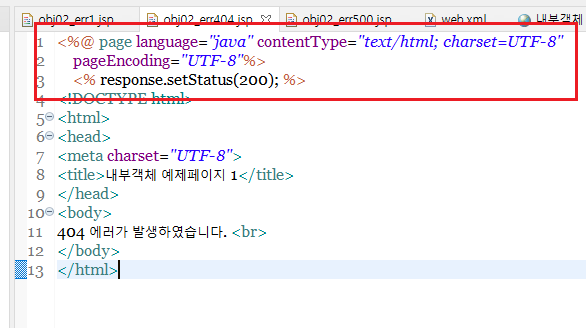 obj02_err1.jsp obj02_err404.jsp obj02_err500.jsp web.xml 내부객체
1 <%@ page language="java" contentType="text/html; charset=UTF-8"
2 pageEncoding="UTF-8"%>
3 <% response.setStatus(200); %>
4 <!DOCTYPE html>
5 <html>
6 <head>
7 <meta charset="UTF-8">
8 <title>내부객체 예제페이지 1</title>
9 </head>
10 <body>
11 404 에러가 발생하였습니다. <br>
12 </body>
13 </html>